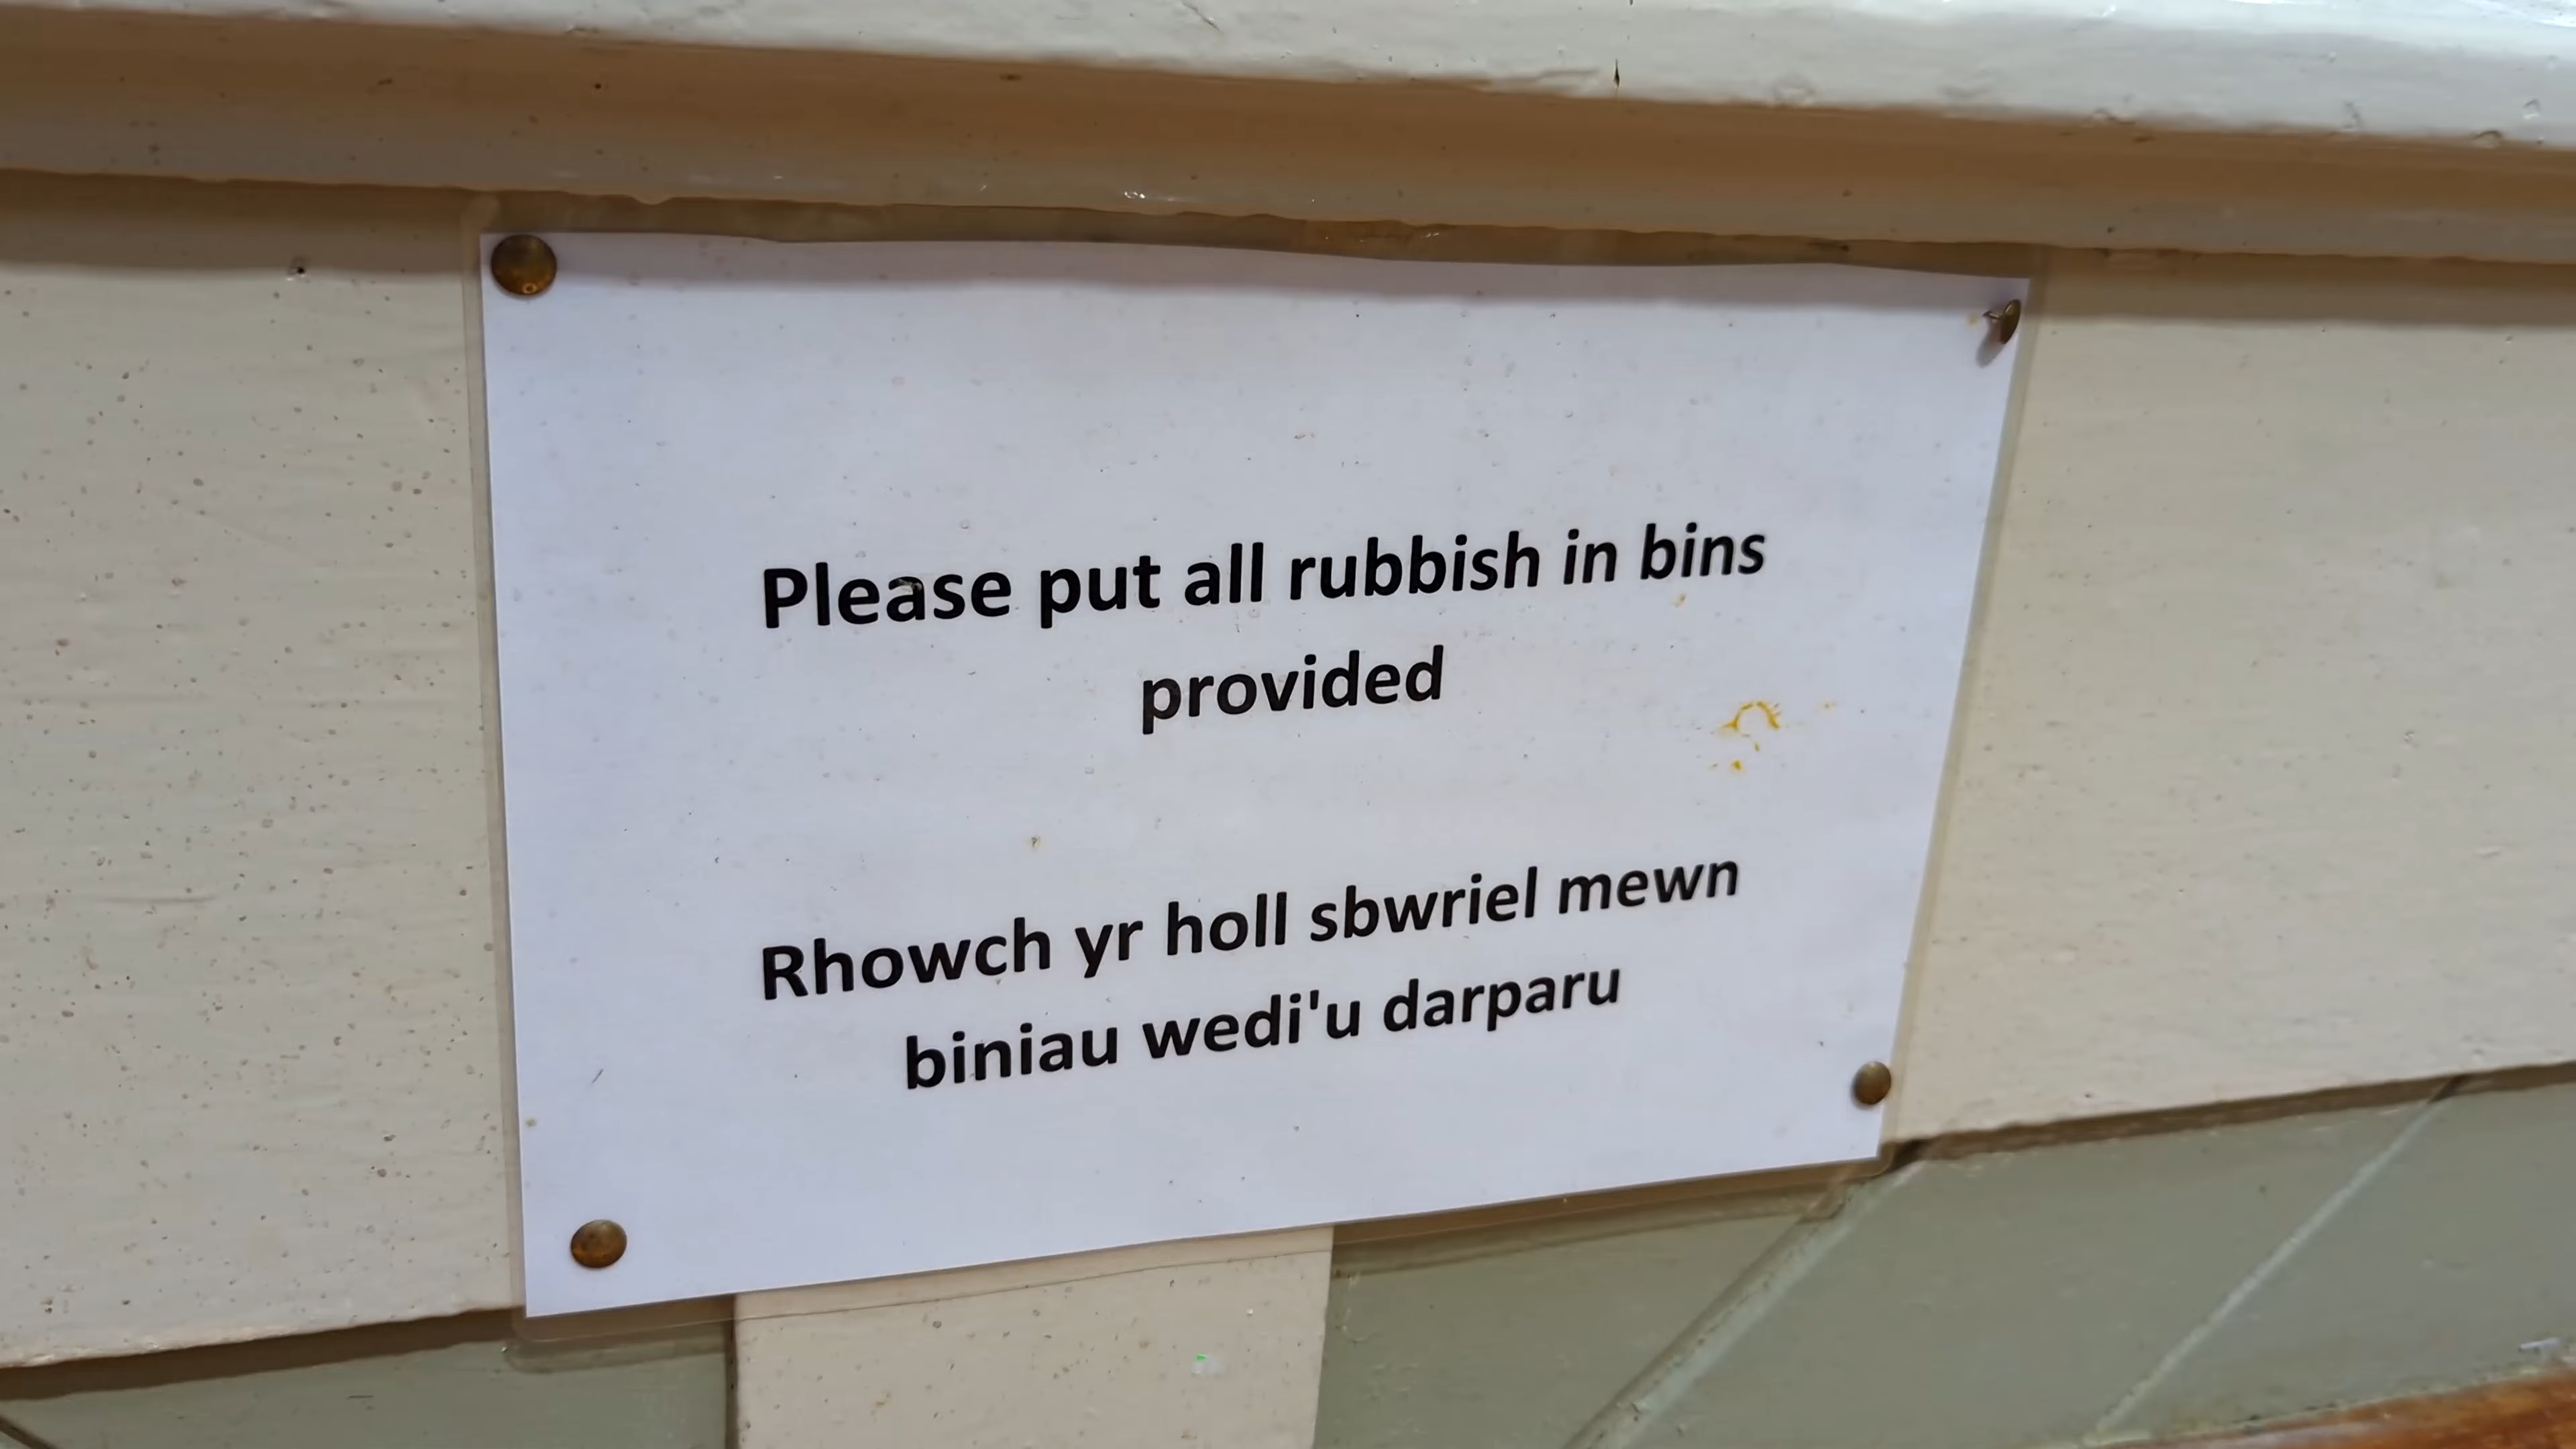 Please put all rubbish in bins
provided
Rhowch yr holl sbwriel mewn
biniau wedi'u darparu